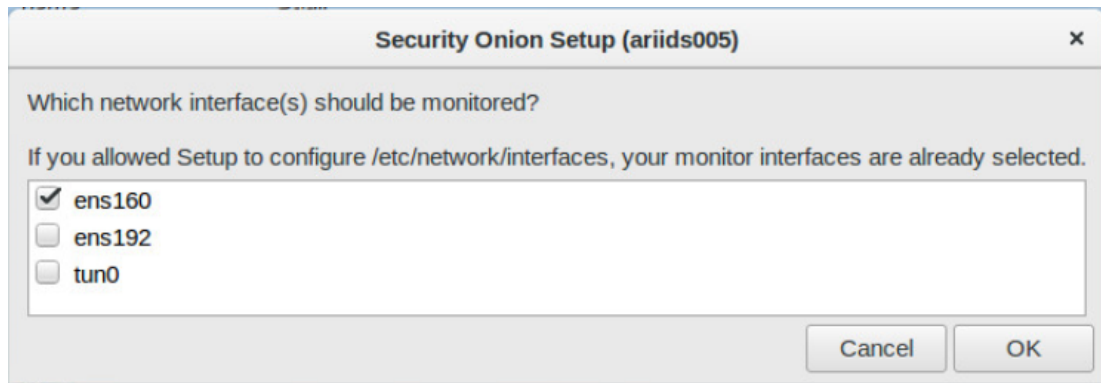 Security Onion Setup (ariids005)
Which network interface(s) should be monitored?
If you allowed Setup to configure /etc/network/interfaces, your monitor interfaces are already selected.
ens160
ens192
tun0
Cancel OK